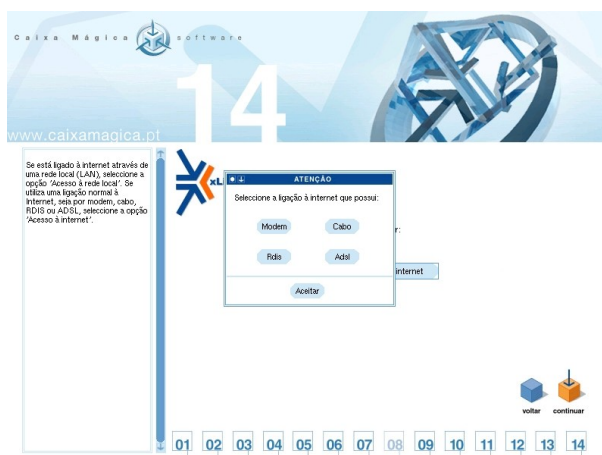 Caixa Mágica software
14
www.caixamagica.pt
Se está ligado à internet através de
uma rede local (LAN), seleccione a
opção 'Acesso à rede local'. Se
utiliza uma ligação normal à
Internet, seja por modem, cabo,
RDIS ou ADSL, seleccione a opção
'Acesso à internet'.
xL
ATENÇÃO
Seleccione a ligação à internet que possui:
Modem Cabo
Rdis Adsl
Aceitar
r:
internet
voltar continuar
01 02 03 04 05 06 07 08 09 10 11 12 13 14